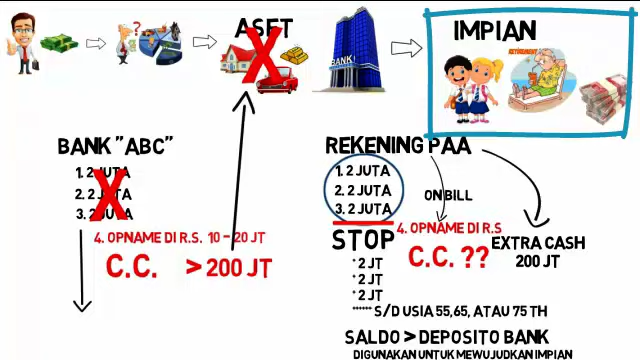 ?
ASET
BANK
IMPIAN
RETIREMENT
BANK "ABC"
1. 2 JUTA
2. 2 JUTA
3. 2 JUTA
4. OPNAME DI R.S. 10 - 20 JT
C.C. > 200 JT
REKENING PAA
1. 2 JUTA
2. 2 JUTA
3. 2 JUTA
ON BILL
4. OPNAME DI R.S
C.C. ??
STOP
* 2 JT
* 2 JT
* 2 JT
EXTRA CASH
200 JT
****** S/D USIA 55,65, ATAU 75 TH
SALDO > DEPOSITO BANK
DIGUNAKAN UNTUK MEWUJUDKAN IMPIAN